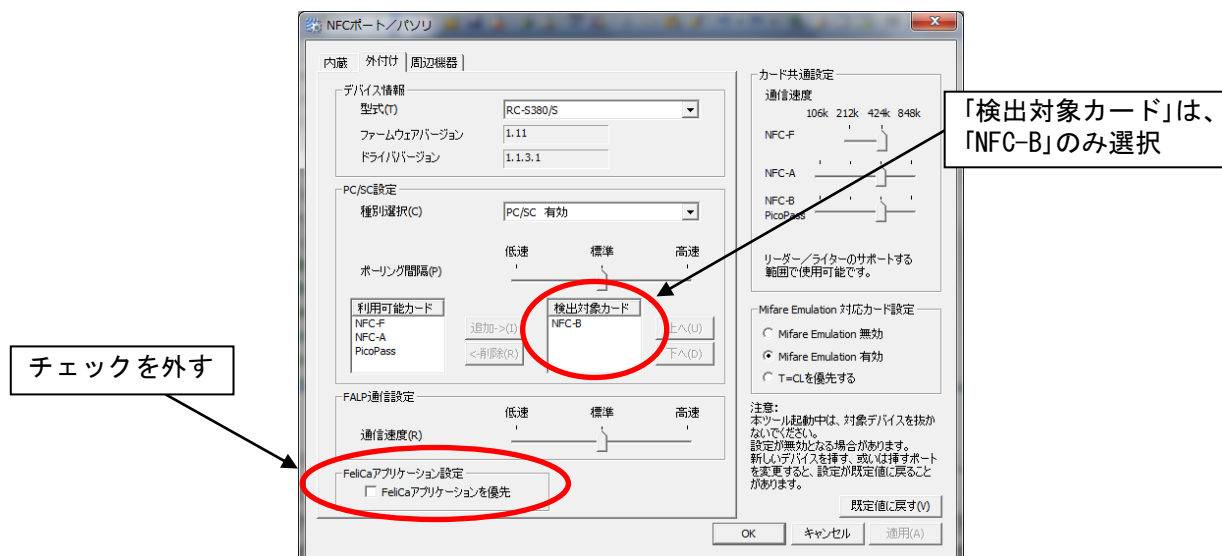 NFCポート／パソリ
内蔵 外付け 周辺機器
デバイス情報
型式(T) RC-S380/S
ファームウェアバージョン 1.11
ドライババージョン 1.1.3.1
PC/SC設定
種別選択(C) PC/SC 有効
低速 標準 高速
ポーリング間隔(P)
利用可能カード
NFC-F
NFC-A
PicoPass
追加->(I)
<-削除(R)
検出対象カード
NFC-B
上へ(U)
下へ(D)
FALP通信設定
低速 標準 高速
通信速度(R)
FeliCaアプリケーション設定
FeliCaアプリケーションを優先
カード共通設定
通信速度
106k 212k 424k 848k
NFC-F
NFC-A
NFC-B
PicoPass
リーダー／ライターのサポートする
範囲で使用可能です。
Mifare Emulation 対応カード設定
Mifare Emulation 無効
Mifare Emulation 有効
T=CLを優先する
注意:
本ツール起動中は、対象デバイスを抜か
ないでください。
設定が無効となる場合があります。
新しいデバイスを挿す、或いは挿すポート
を変更すると、設定が既定値に戻ること
があります。
既定値に戻す(V)
OK キャンセル 適用(A)
「検出対象カード」は、
「NFC-B」のみ選択
チェックを外す